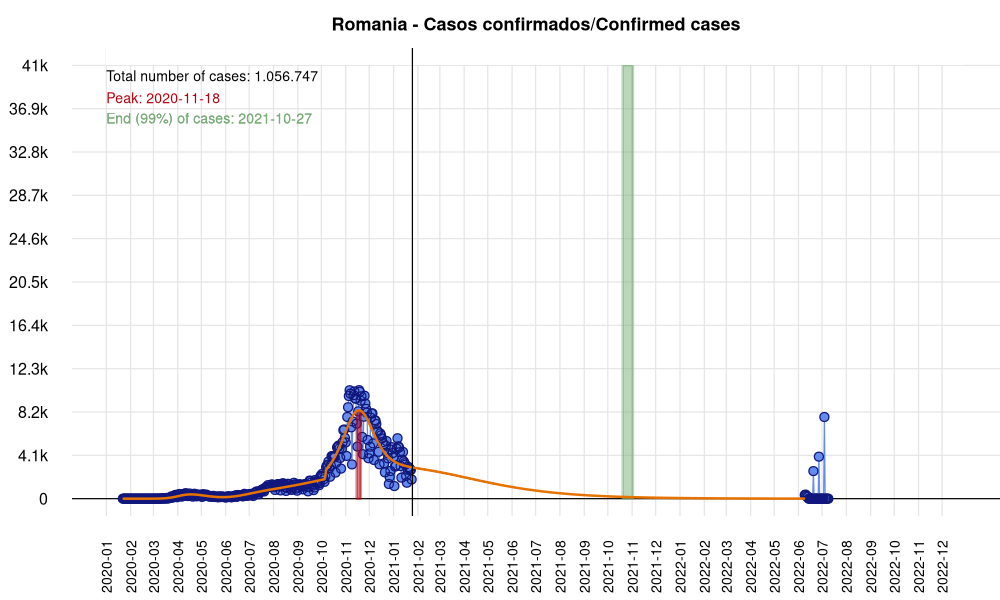 Romania - Casos confirmados/Confirmed cases
Total number of cases: 1.056.747
Peak: 2020-11-18
End (99%) of cases: 2021-10-27
41k
36.9k
32.8k
28.7k
24.6k
20.5k
16.4k
12.3k
8.2k
4.1k
0
2020-01
2020-02
2020-03
2020-04
2020-05
2020-06
2020-07
2020-08
2020-09
2020-10
2020-11
2020-12
2021-01
2021-02
2021-03
2021-04
2021-05
2021-06
2021-07
2021-08
2021-09
2021-10
2021-11
2021-12
2022-01
2022-02
2022-03
2022-04
2022-05
2022-06
2022-07
2022-08
2022-09
2022-10
2022-11
2022-12